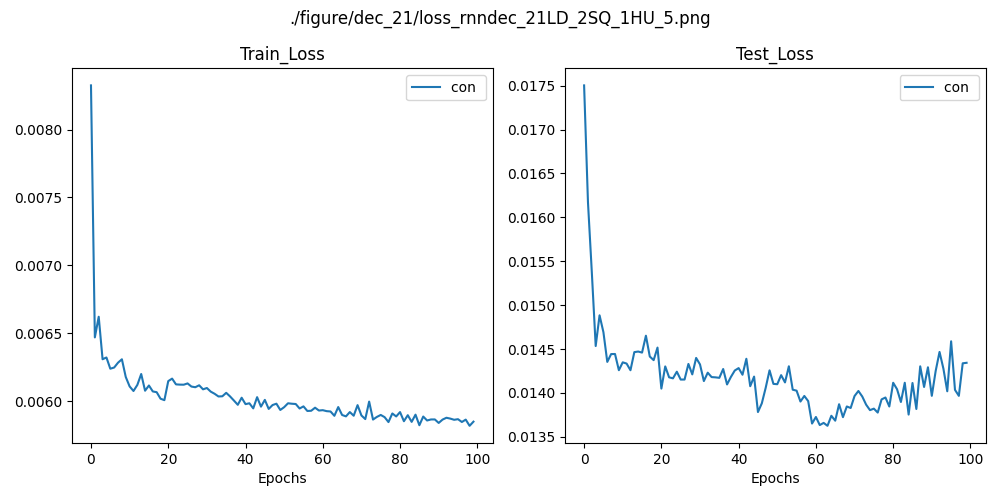 ./figure/dec_21/loss_rnndec_21LD_2SQ_1HU_5.png
Train_Loss
con
0.0080
0.0075
0.0070
0.0065
0.0060
0 20 40 60 80 100
Epochs
Test_Loss
con
0.0175
0.0170
0.0165
0.0160
0.0155
0.0150
0.0145
0.0140
0.0135
0 20 40 60 80 100
Epochs